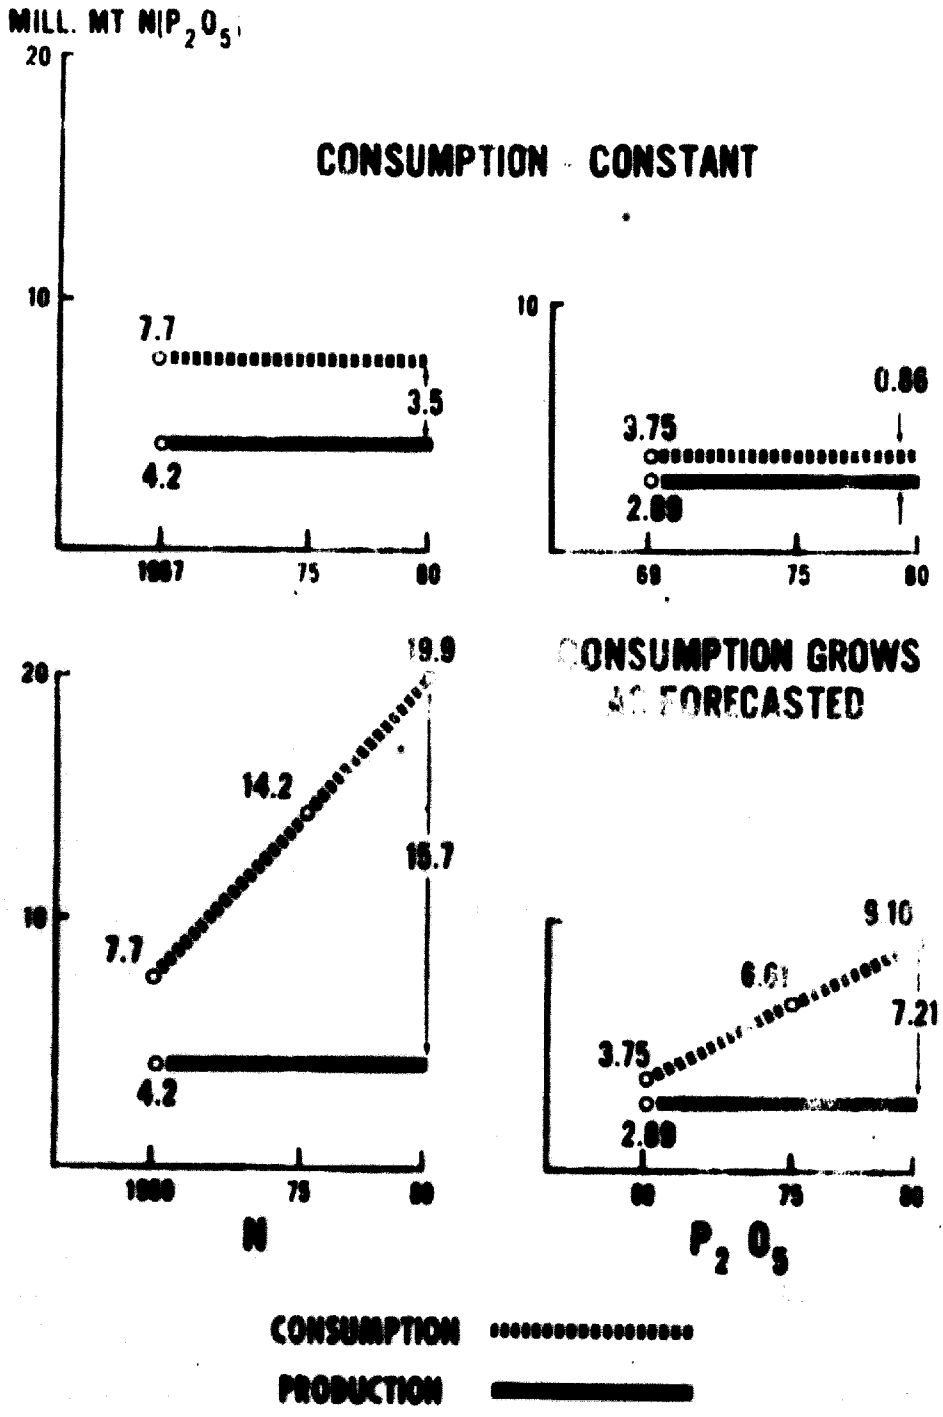 MILL. MT N(P2O5)
20
CONSUMPTION CONSTANT
10
10
7.7
0.86
3.5
3.75
4.2
2.89
1967 75 80
69 75 80
19.9
20
CONSUMPTION GROWS
AS FORECASTED
14.2
15.7
10
9.10
7.7
6.61
7.21
3.75
4.2
2.89
75 80
75 80
N
P2O5
CONSUMPTION
PRODUCTION